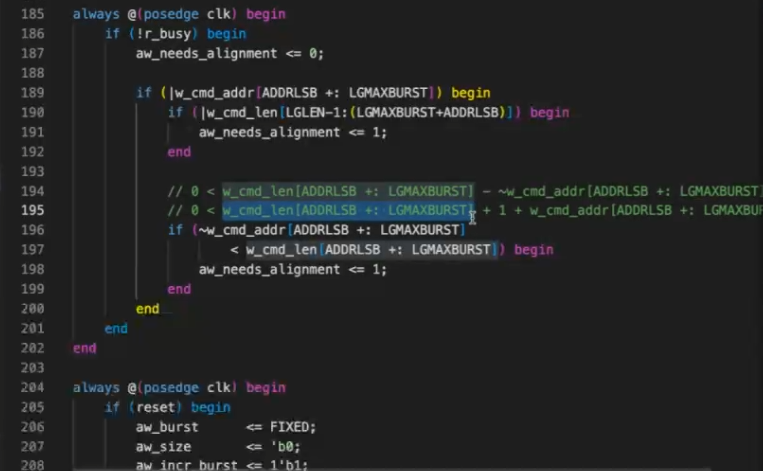 185 always @(posedge clk) begin
186 if (!r_busy) begin
187 aw_needs_alignment <= 0;
188
189 if (|w_cmd_addr[ADDRLSB +: LGMAXBURST]) begin
190 if (|w_cmd_len[LGLEN-1:(LGMAXBURST+ADDRLSB)]) begin
191 aw_needs_alignment <= 1;
192 end
193
194 // 0 < w_cmd_len[ADDRLSB +: LGMAXBURST] - ~w_cmd_addr[ADDRLSB +: LGMAXBURST]
195 // 0 < w_cmd_len[ADDRLSB +: LGMAXBURST] + 1 + w_cmd_addr[ADDRLSB +: LGMAXBUR
196 if (~w_cmd_addr[ADDRLSB +: LGMAXBURST]
197 < w_cmd_len[ADDRLSB +: LGMAXBURST]) begin
198 aw_needs_alignment <= 1;
199 end
200 end
201 end
202 end
203
204 always @(posedge clk) begin
205 if (reset) begin
206 aw_burst <= FIXED;
207 aw_size <= 'b0;
208 aw_incr_burst <= 1'b1;